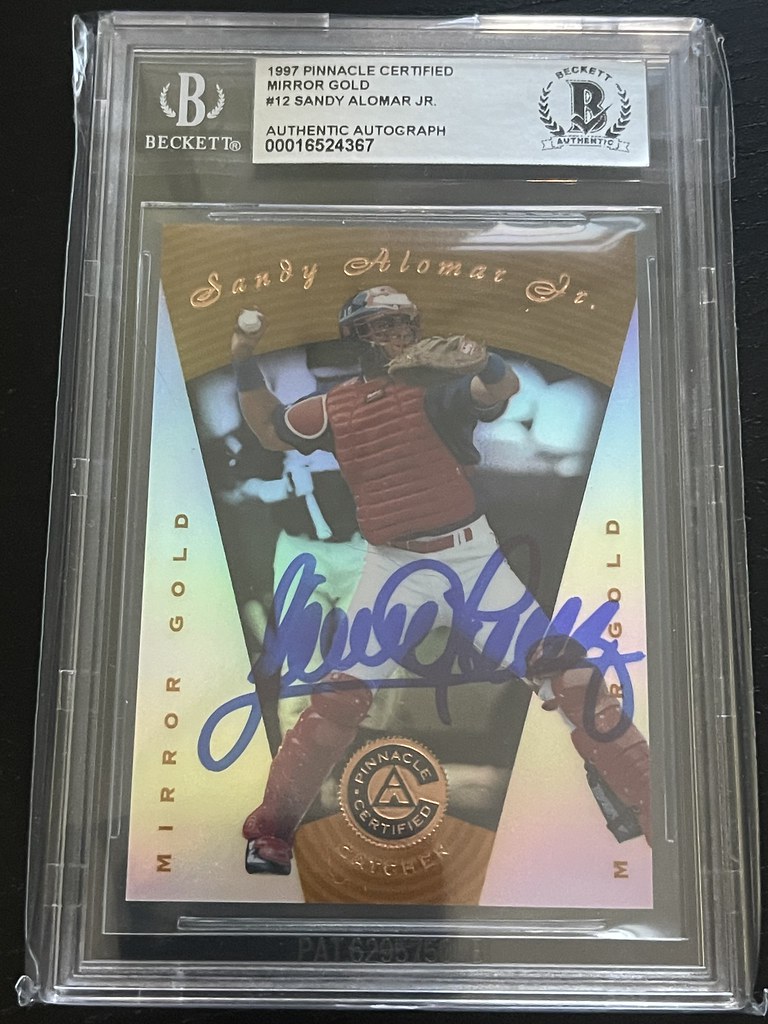 1997 PINNACLE CERTIFIED
MIRROR GOLD
#12 SANDY ALOMAR JR.
AUTHENTIC AUTOGRAPH
00016524367
B
BECKETT®
BECKETT
AUTHENTIC
Sandy Alomar Jr.
MIRROR GOLD
M R GOLD
PINNACLE
CERTIFIED
CATCHER